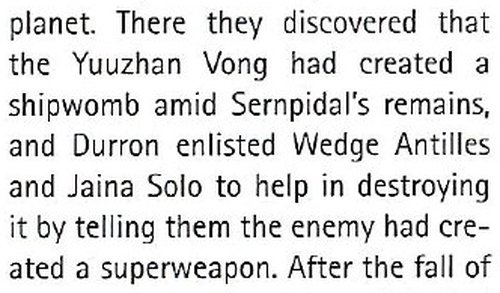 planet. There they discovered that
the Yuuzhan Vong had created a
shipwomb amid Sernpidal's remains,
and Durron enlisted Wedge Antilles
and Jaina Solo to help in destroying
it by telling them the enemy had cre-
ated a superweapon. After the fall of